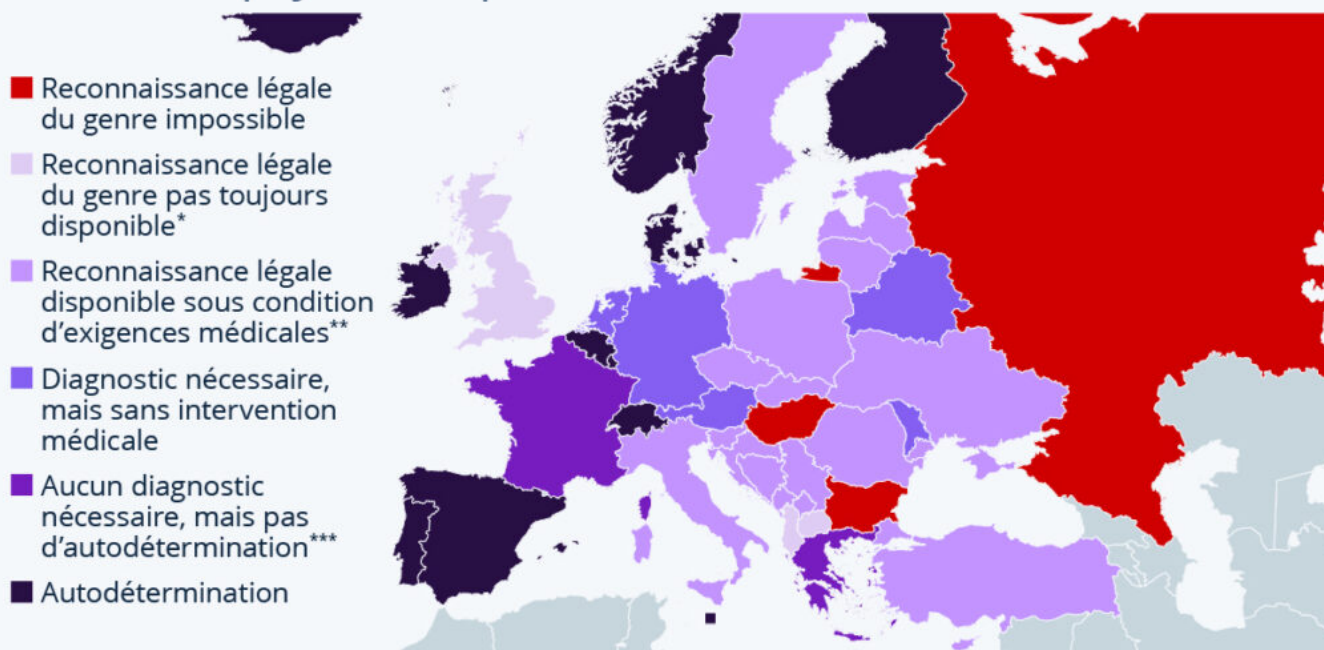 Reconnaissance légale
du genre impossible
Reconnaissance légale
du genre pas toujours
disponible*
Reconnaissance légale
disponible sous condition
d’exigences médicales**
Diagnostic nécessaire,
mais sans intervention
médicale
Aucun diagnostic
nécessaire, mais pas
d’autodétermination***
Autodétermination